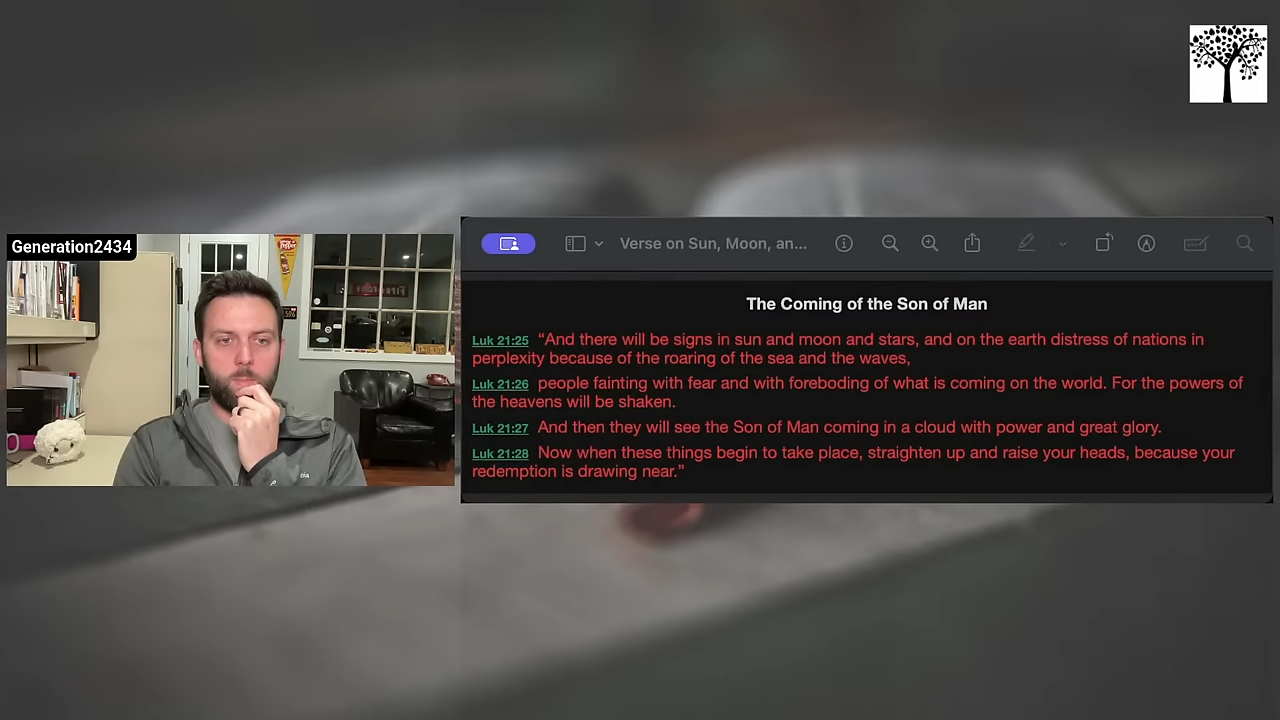 Generation2434
Verse on Sun, Moon, an...
The Coming of the Son of Man
Luk 21:25 “And there will be signs in sun and moon and stars, and on the earth distress of nations in
perplexity because of the roaring of the sea and the waves,
Luk 21:26 people fainting with fear and with foreboding of what is coming on the world. For the powers of
the heavens will be shaken.
Luk 21:27 And then they will see the Son of Man coming in a cloud with power and great glory.
Luk 21:28 Now when these things begin to take place, straighten up and raise your heads, because your
redemption is drawing near.”